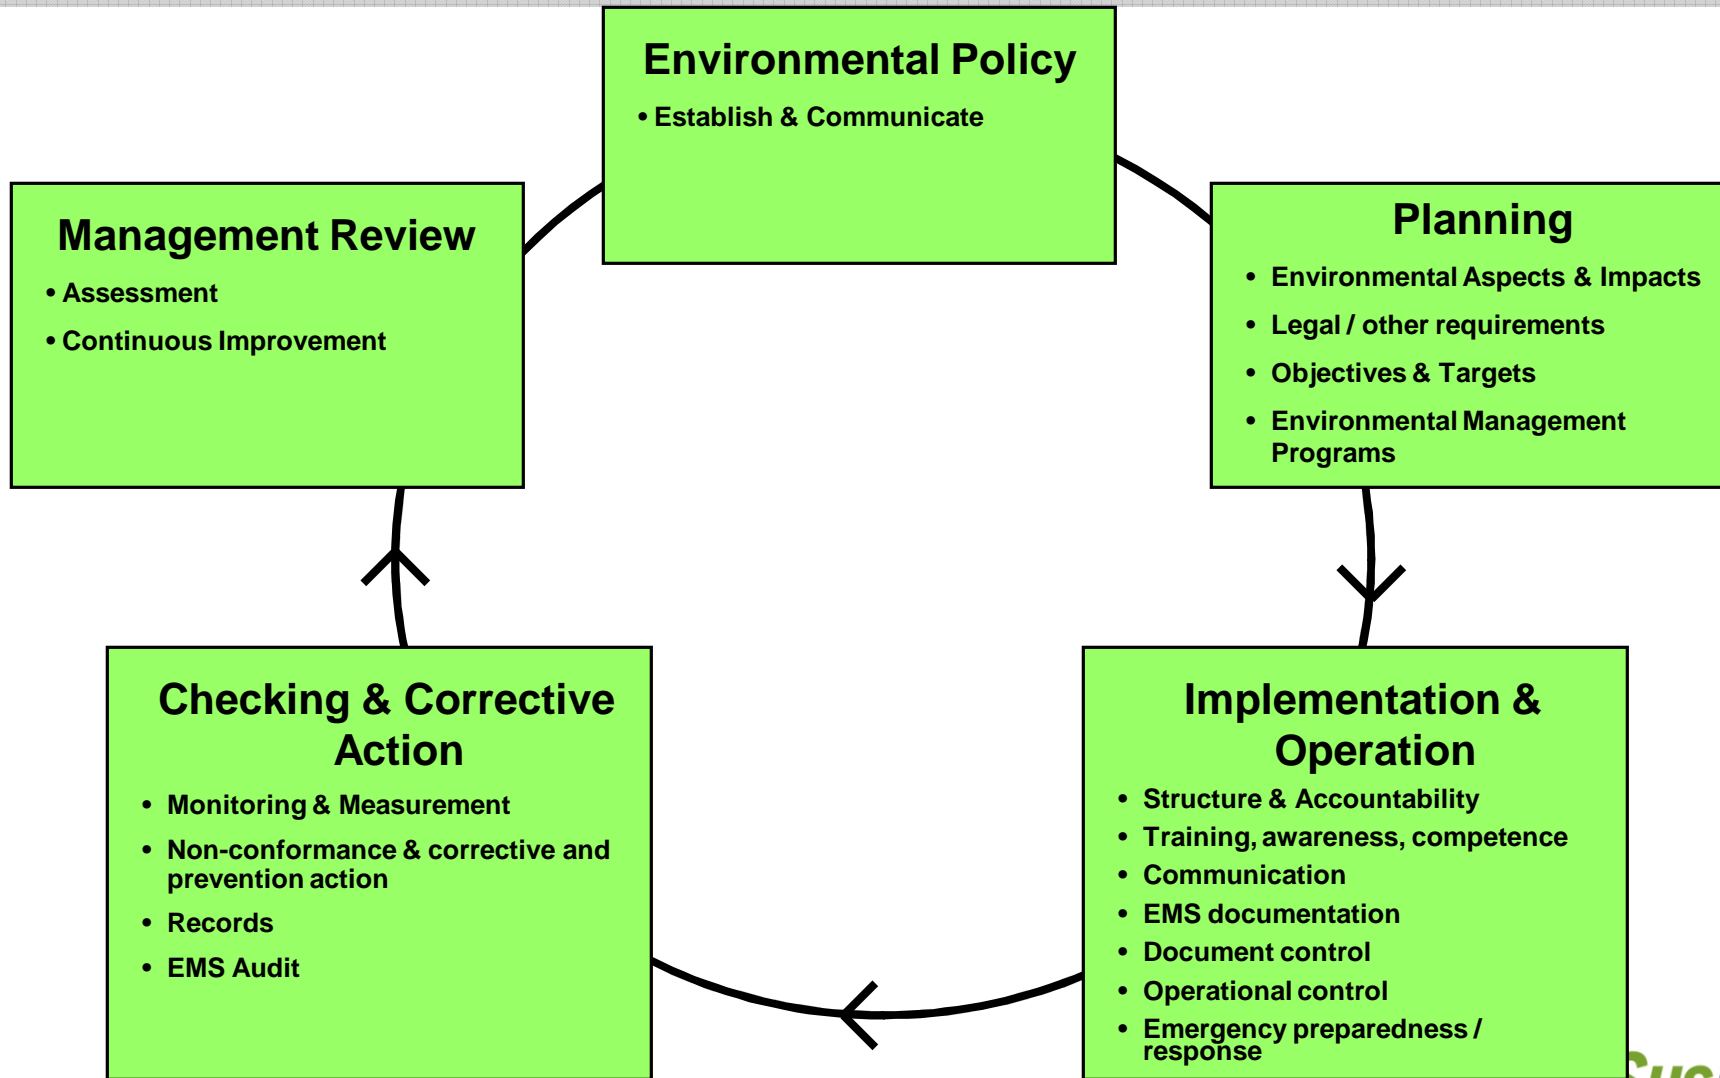 Environmental Policy
• Establish & Communicate
Management Review
• Assessment
• Continuous Improvement
Planning
• Environmental Aspects & Impacts
• Legal / other requirements
• Objectives & Targets
• Environmental Management
Programs
Checking & Corrective
Action
• Monitoring & Measurement
• Non-conformance & corrective and
prevention action
• Records
• EMS Audit
Implementation &
Operation
• Structure & Accountability
• Training, awareness, competence
• Communication
• EMS documentation
• Document control
• Operational control
• Emergency preparedness /
response